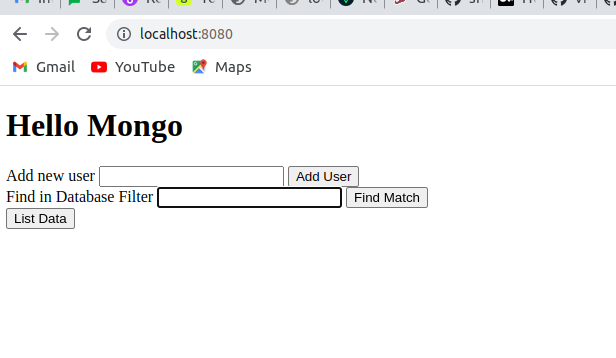 localhost:8080
Gmail YouTube Maps
Hello Mongo
Add new user Add User
Find in Database Filter Find Match
List Data